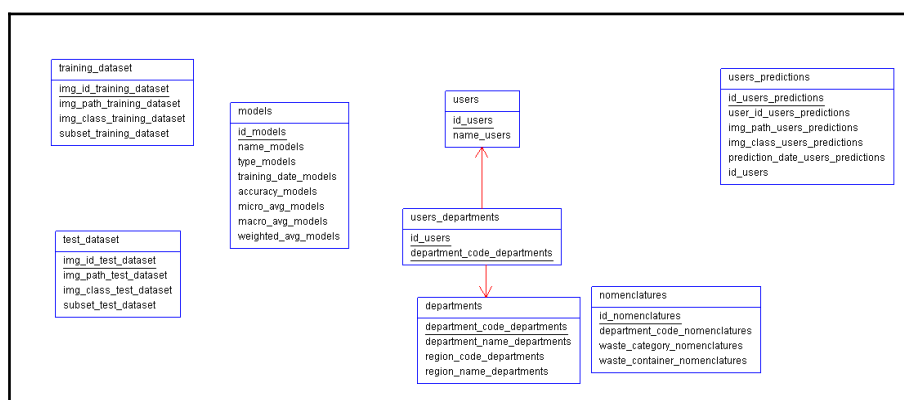 training_dataset
img_id_training_dataset
img_path_training_dataset
img_class_training_dataset
subset_training_dataset
test_dataset
img_id_test_dataset
img_path_test_dataset
img_class_test_dataset
subset_test_dataset
models
id_models
name_models
type_models
training_date_models
accuracy_models
micro_avg_models
macro_avg_models
weighted_avg_models
users
id_users
name_users
users_departments
id_users
department_code_departments
departments
department_code_departments
department_name_departments
region_code_departments
region_name_departments
nomenclatures
id_nomenclatures
department_code_nomenclatures
waste_category_nomenclatures
waste_container_nomenclatures
users_predictions
id_users_predictions
user_id_users_predictions
img_path_users_predictions
img_class_users_predictions
prediction_date_users_predictions
id_users